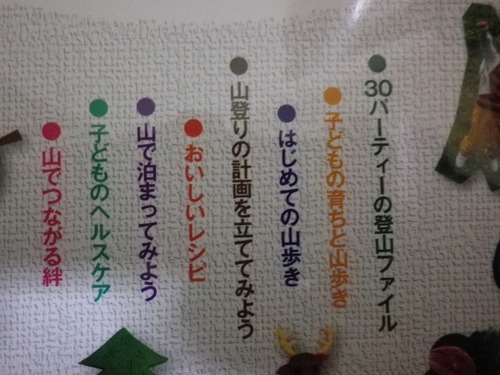 ●30パーティーの登山ファイル
●子どもの育ちと山歩き
●はじめての山歩き
●山登りの計画を立ててみよう
●おいしいレシピ
●山で泊まってみよう
●子どものヘルスケア
●山でつながる絆